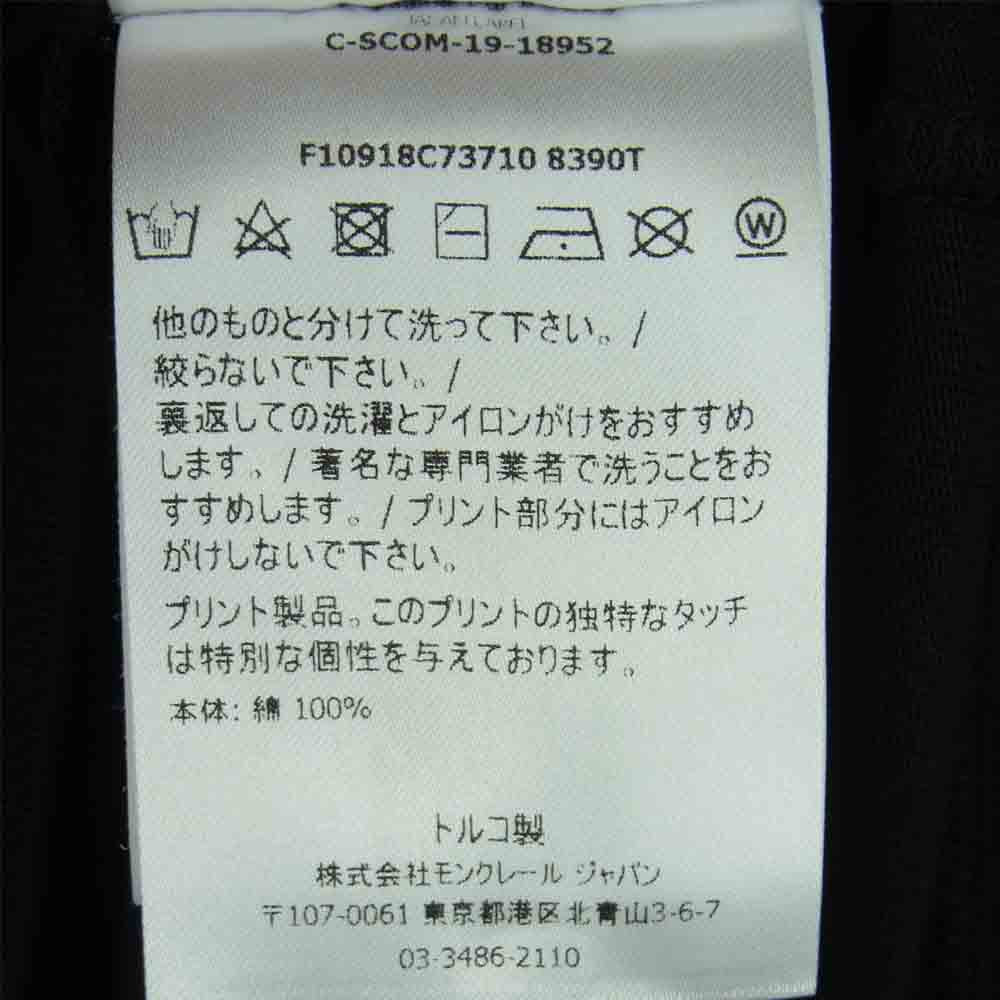 JAPAN LABEL
C-SCOM-19-18952
F10918C73710 8390T
W
他のものと分けて洗って下さい。/
絞らないで下さい。/
裏返しての洗濯とアイロンがけをおすすめ
します。/ 著名な専門業者で洗うことをお
すすめします。/ プリント部分にはアイロン
がけしないで下さい。
プリント製品。このプリントの独特なタッチ
は特別な個性を与えております。
本体: 綿 100%
トルコ製
株式会社モンクレール ジャパン
〒107-0061 東京都港区北青山3-6-7
03-3486-2110